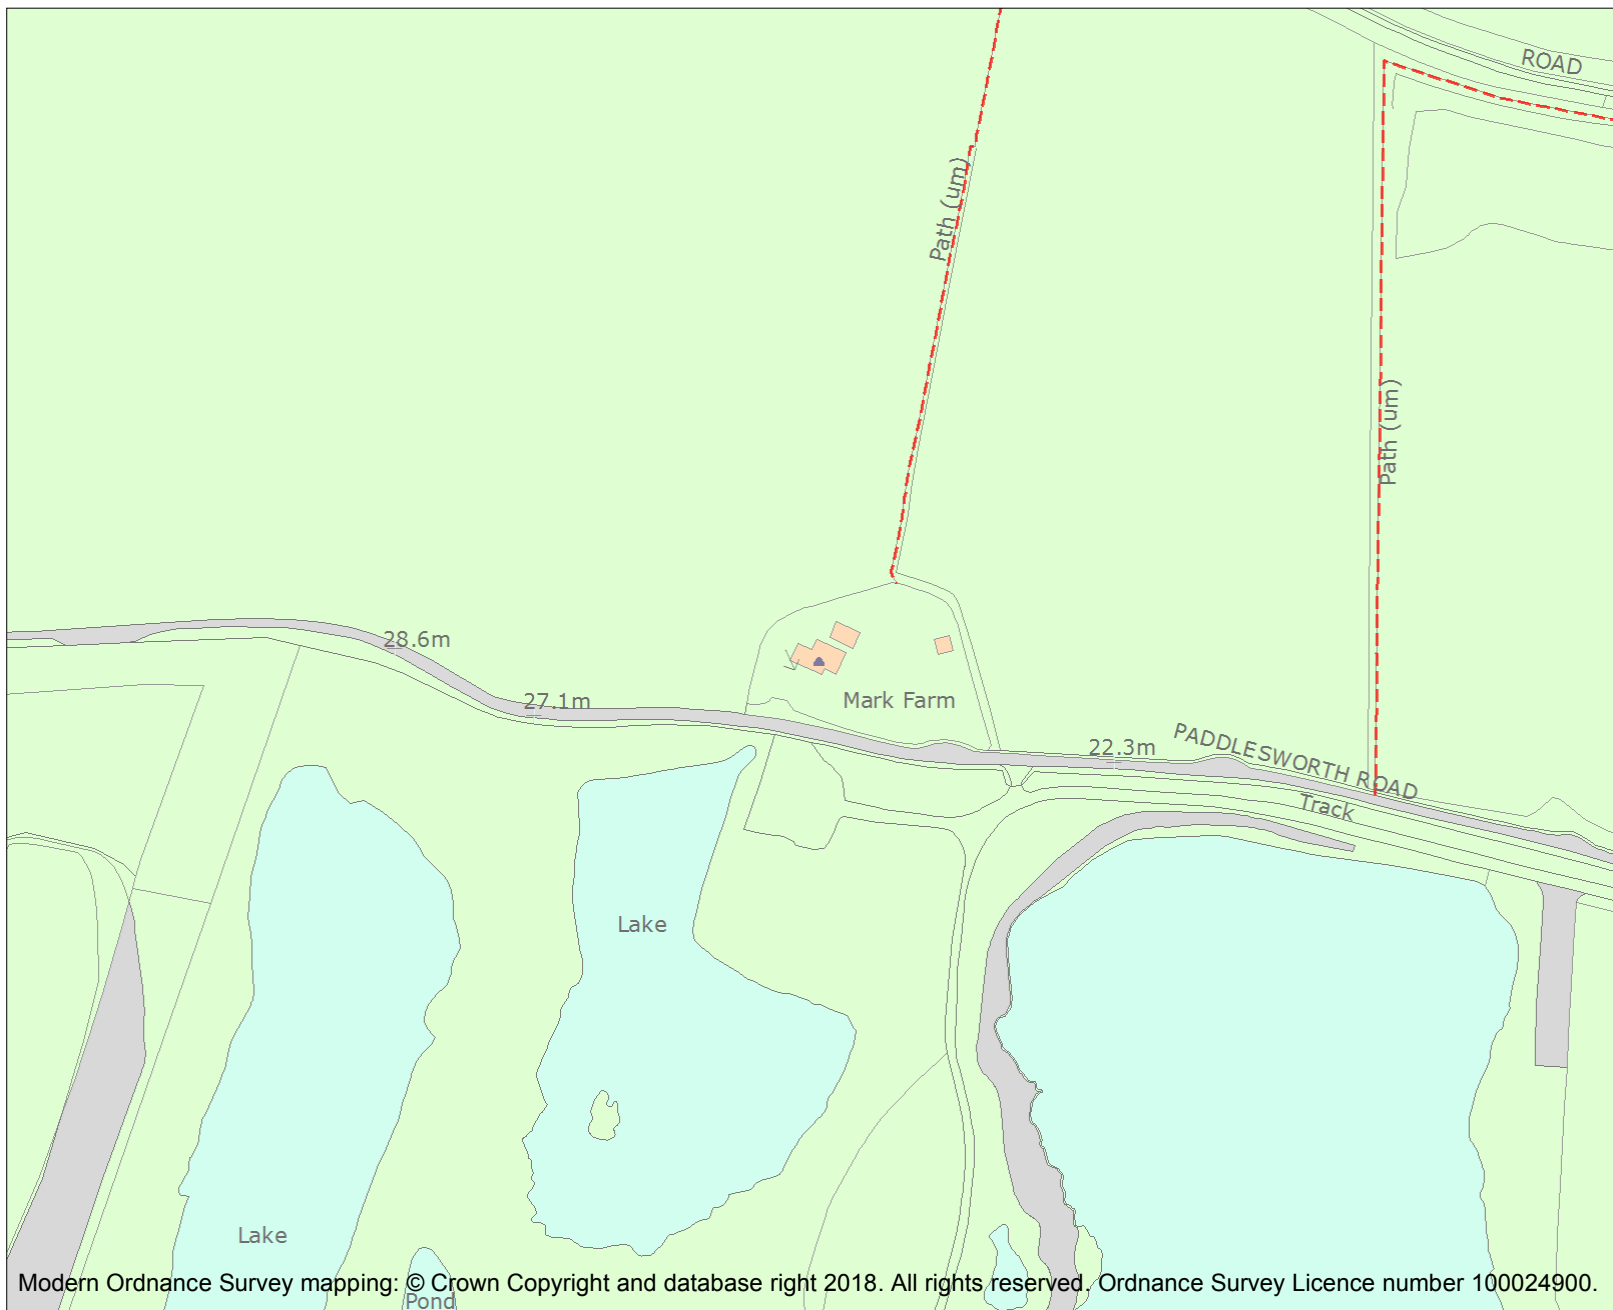 ROAD
Path (um)
Path (um)
28.6m
27.1m
Mark Farm
22.3m
PADDLESWORTH ROAD
Track
Lake
Lake
Modern Ordnance Survey mapping: © Crown Copyright and database right 2018. All rights reserved. Ordnance Survey Licence number 100024900.
Pond